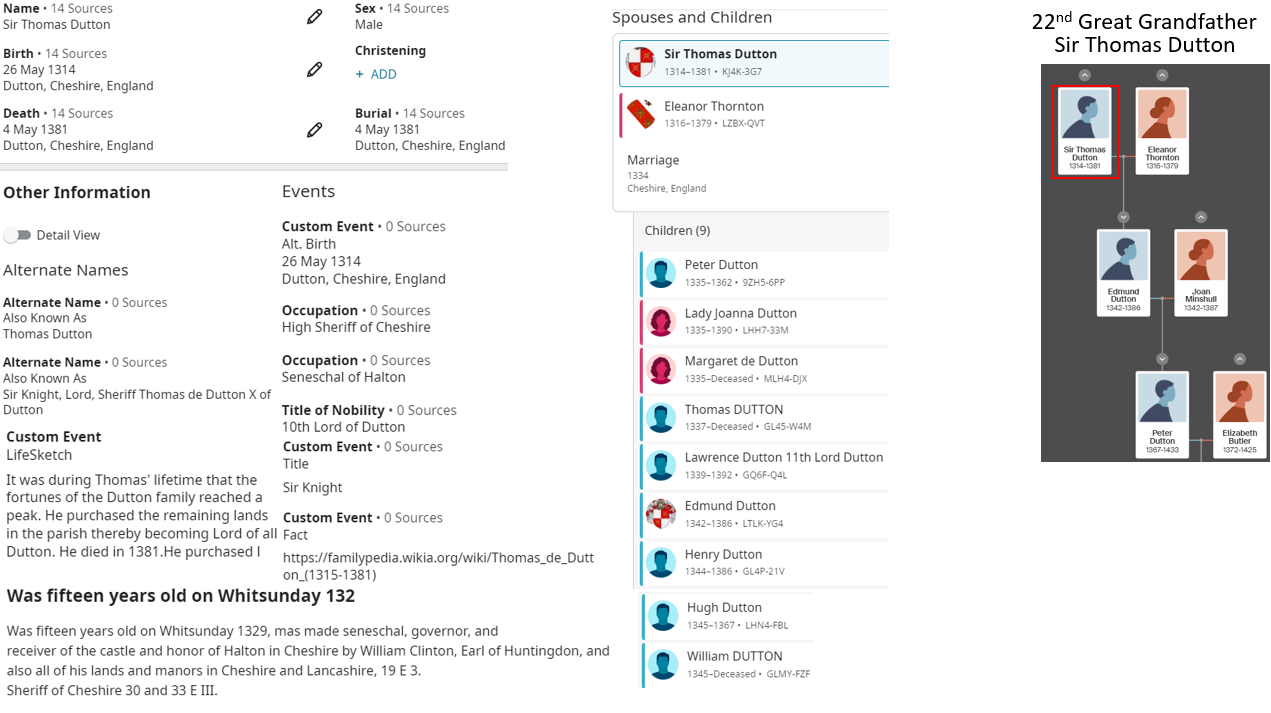 Name • 14 Sources
Sir Thomas Dutton
Sex • 14 Sources
Male
Birth • 14 Sources
26 May 1314
Dutton, Cheshire, England
Christening
+ ADD
Death • 14 Sources
4 May 1381
Dutton, Cheshire, England
Burial • 14 Sources
4 May 1381
Dutton, Cheshire, England
Other Information
Detail View
Alternate Names
Alternate Name • 0 Sources
Also Known As
Thomas Dutton
Alternate Name • 0 Sources
Also Known As
Sir Knight, Lord, Sheriff Thomas de Dutton X of
Dutton
Custom Event
LifeSketch
It was during Thomas' lifetime that the
fortunes of the Dutton family reached a
peak. He purchased the remaining lands
in the parish thereby becoming Lord of all
Dutton. He died in 1381.He purchased l
Events
Custom Event • 0 Sources
Alt. Birth
26 May 1314
Dutton, Cheshire, England
Occupation • 0 Sources
High Sheriff of Cheshire
Occupation • 0 Sources
Seneschal of Halton
Title of Nobility • 0 Sources
10th Lord of Dutton
Custom Event • 0 Sources
Title
Sir Knight
Custom Event • 0 Sources
Fact
https://familypedia.wikia.org/wiki/Thomas_de_Dutt
on_(1315-1381)
Was fifteen years old on Whitsunday 132
Was fifteen years old on Whitsunday 1329, mas made seneschal, governor, and
receiver of the castle and honor of Halton in Cheshire by William Clinton, Earl of Huntingdon, and
also all of his lands and manors in Cheshire and Lancashire, 19 E 3.
Sheriff of Cheshire 30 and 33 E III.
Spouses and Children
Sir Thomas Dutton
1314–1381 • KJ4K-3G7
Eleanor Thornton
1316–1379 • LZBX-QVT
Marriage
1334
Cheshire, England
Children (9)
Peter Dutton
1335–1362 • 9ZH5-6PP
Lady Joanna Dutton
1335–1390 • LHH7-33M
Margaret de Dutton
1335–Deceased • MLH4-DJX
Thomas DUTTON
1337–Deceased • GL45-W4M
Lawrence Dutton 11th Lord Dutton
1339–1392 • GQ6F-Q4L
Edmund Dutton
1342–1386 • LTLK-YG4
Henry Dutton
1344–1386 • GL4P-21V
Hugh Dutton
1345–1367 • LHN4-FBL
William DUTTON
1345–Deceased • GLMY-FZF
22nd Great Grandfather
Sir Thomas Dutton
Sir Thomas
Dutton
1314-1381
Eleanor
Thornton
1316-1379
Edmund
Dutton
1342-1386
Joan
Minshull
1342-1387
Peter
Dutton
1367-1433
Elizabeth
Butler
1372-1425